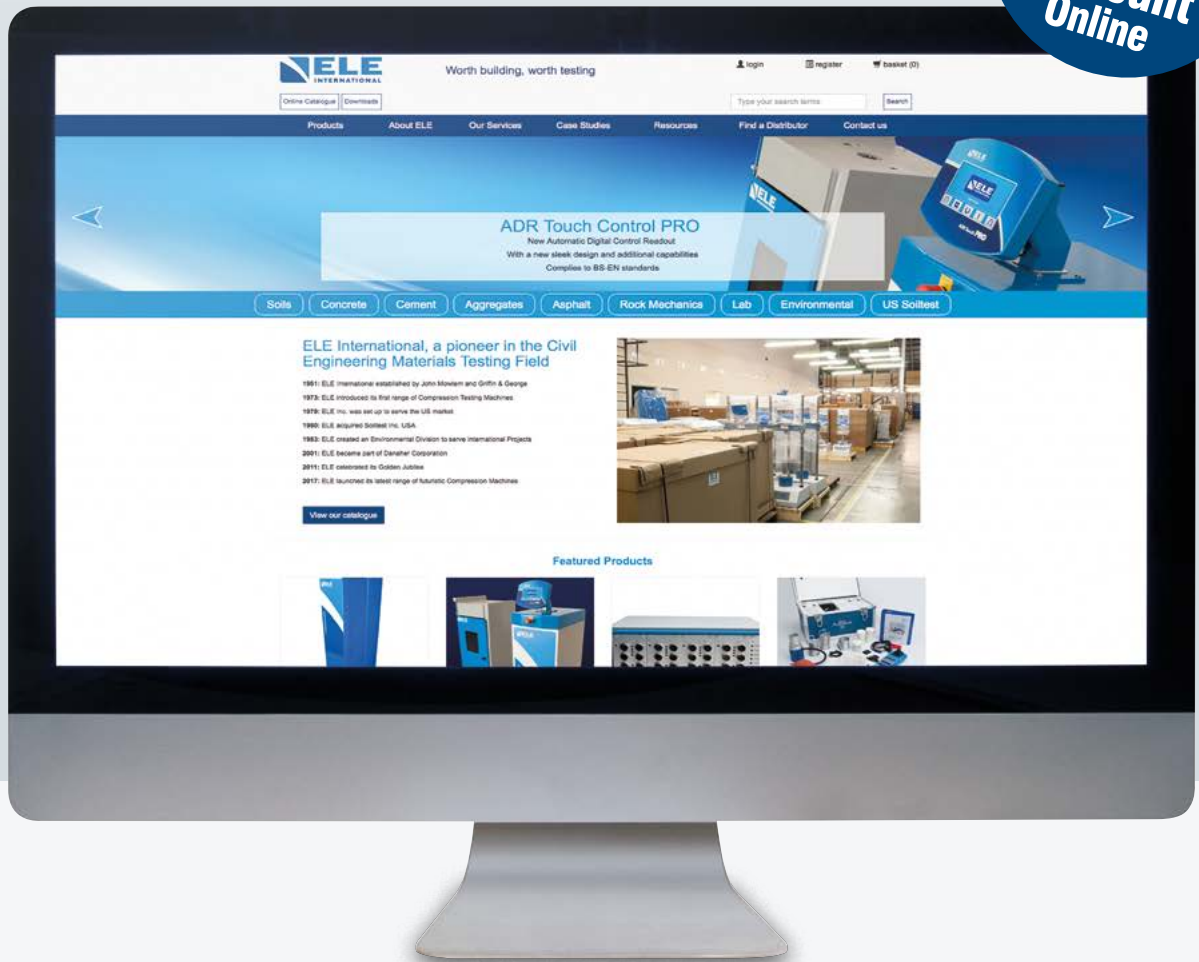 Online
ELE
INTERNATIONAL
Worth building, worth testing
login
register
basket (0)
Online Catalogue
Downloads
Type your search terms
Search
Products
About ELE
Our Services
Case Studies
Resources
Find a Distributor
Contact us
ELE
ELE
ELE
ADR Touch Control PRO
New Automatic Digital Control Readout
With a new sleek design and additional capabilities
Complies to BS-EN standards
Soils
Concrete
Cement
Aggregates
Asphalt
Rock Mechanics
Lab
Environmental
US Soiltest
ELE International, a pioneer in the Civil
Engineering Materials Testing Field
1961: ELE International established by John Mowlem and Griffin & George
1973: ELE introduced its first range of Compression Testing Machines
1979: ELE Inc. was set up to serve the US market
1980: ELE acquired Soiltest Inc. USA
1983: ELE created an Environmental Division to serve International Projects
2001: ELE became part of Danaher Corporation
2011: ELE celebrated its Golden Jubilee
2017: ELE launched its latest range of futuristic Compression Machines
View our catalogue
Featured Products
ELE
ELE